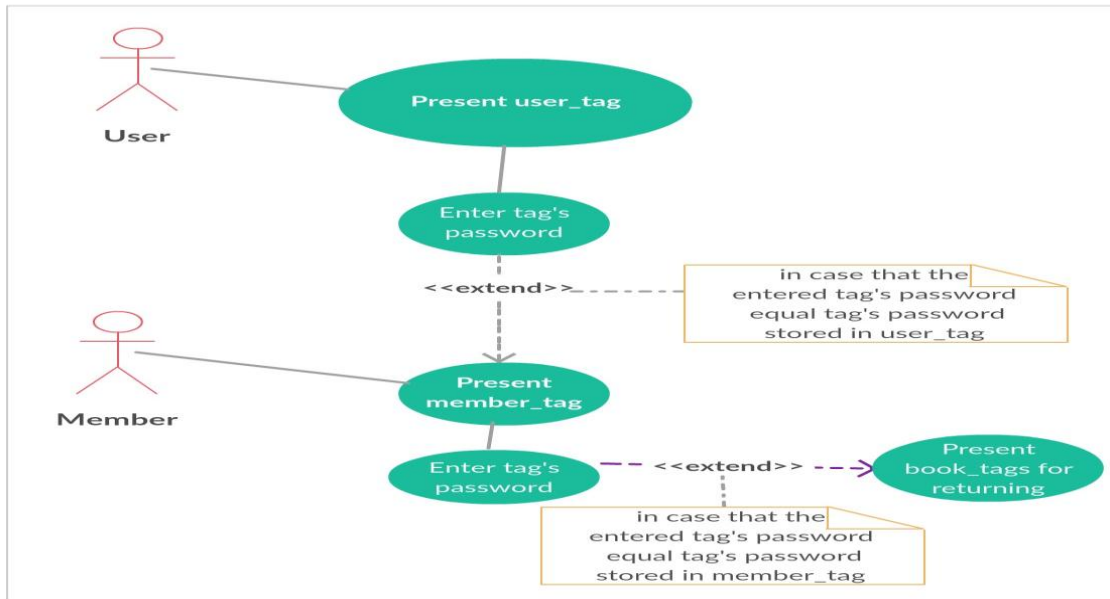 Present user_tag
User
Enter tag's
password
<<extend>>
in case that the
entered tag's password
equal tag's password
stored in user_tag
Present
member_tag
Member
Enter tag's
password
<<extend>>
Present
book_tags for
returning
in case that the
entered tag's password
equal tag's password
stored in member_tag